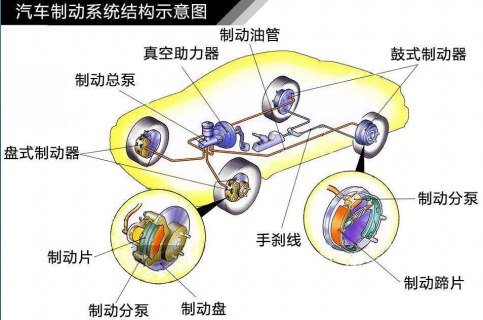 汽车制动系统结构示意图
制动油管
真空助力器
鼓式制动器
制动总泵
盘式制动器
制动分泵
手刹线
制动片
制动蹄片
制动分泵
制动盘